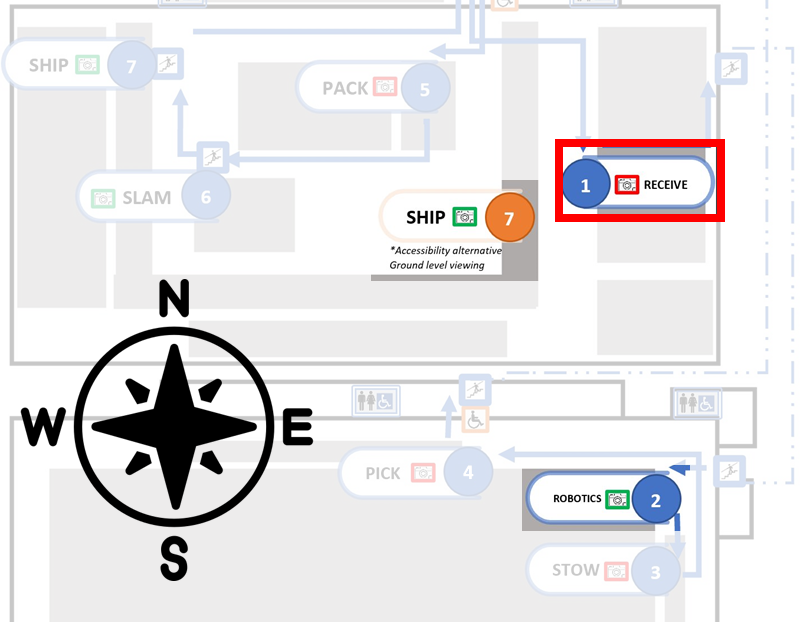 SHIP 7
PACK 5
1 RECEIVE
SLAM 6
SHIP 7
*Accessibility alternative
Ground level viewing
N
W E
S
PICK 4
ROBOTICS 2
STOW 3